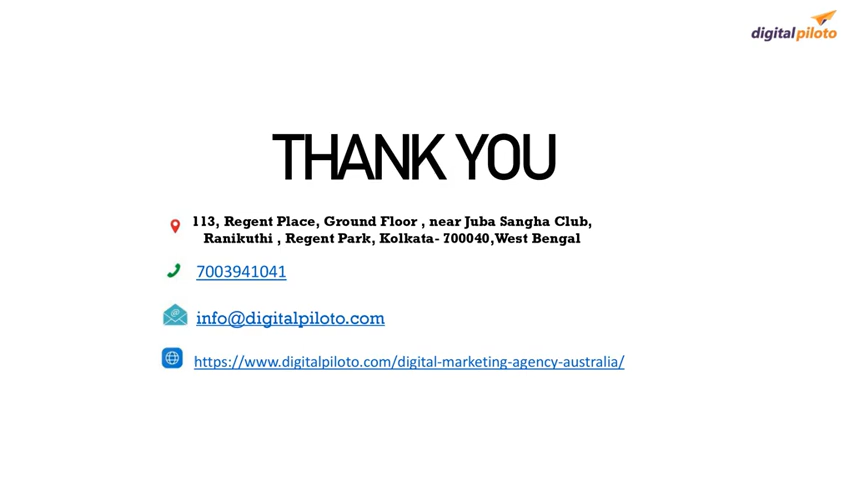 digitalpiloto
THANK YOU
113, Regent Place, Ground Floor , near Juba Sangha Club,
Ranikuthi , Regent Park, Kolkata- 700040,West Bengal
7003941041
info@digitalpiloto.com
https://www.digitalpiloto.com/digital-marketing-agency-australia/